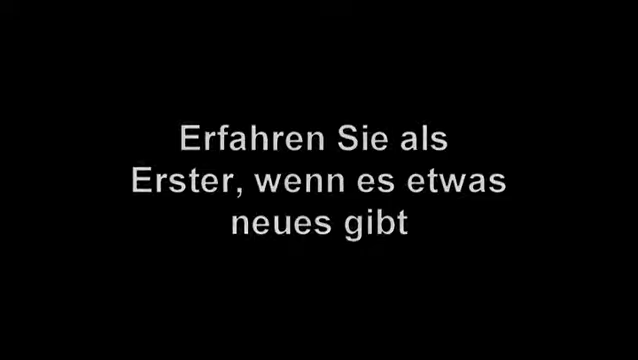 Erfahren Sie als
Erster, wenn es etwas
neues gibt